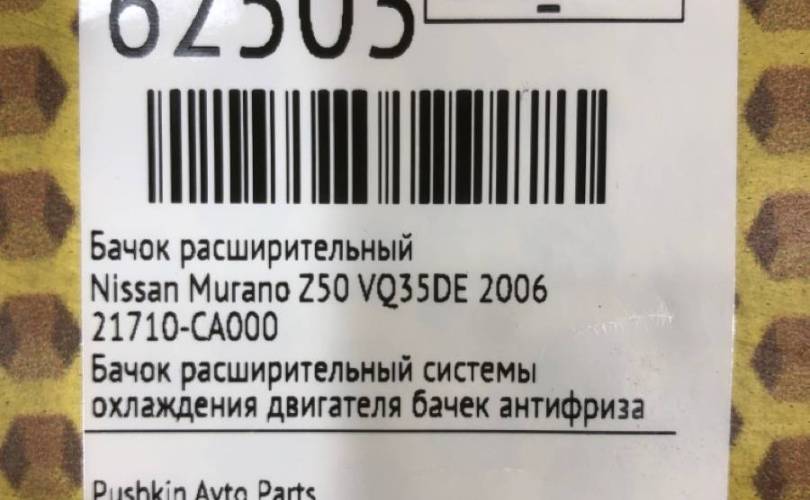 62503
Бачок расширительный
Nissan Murano Z50 VQ35DE 2006
21710-CA000
Бачок расширительный системы
охлаждения двигателя бачек антифриза
Pushkin Avto Parts